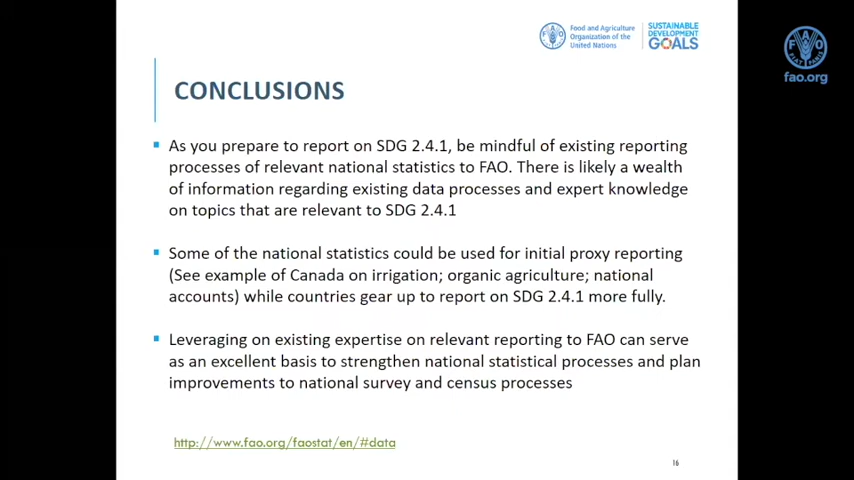 Food and Agriculture
Organization of the
United Nations
SUSTAINABLE
DEVELOPMENT
GOALS
FAO
FIAT PANIS
fao.org
CONCLUSIONS
As you prepare to report on SDG 2.4.1, be mindful of existing reporting
processes of relevant national statistics to FAO. There is likely a wealth
of information regarding existing data processes and expert knowledge
on topics that are relevant to SDG 2.4.1
Some of the national statistics could be used for initial proxy reporting
(See example of Canada on irrigation; organic agriculture; national
accounts) while countries gear up to report on SDG 2.4.1 more fully.
Leveraging on existing expertise on relevant reporting to FAO can serve
as an excellent basis to strengthen national statistical processes and plan
improvements to national survey and census processes
http://www.fao.org/faostat/en/#data
16